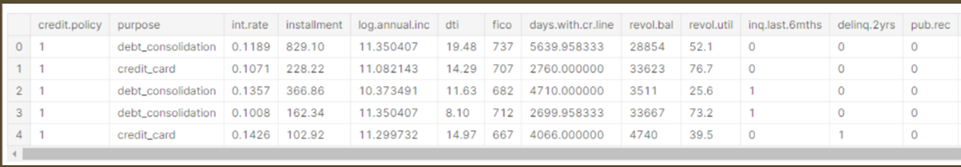 credit.policy purpose int.rate installment log.annual.inc dti fico days.with.cr.line revol.bal revol.util inq.last.6mths delinq.2yrs pub.rec
0 1 debt_consolidation 0.1189 829.10 11.350407 19.48 737 5639.958333 28854 52.1 0 0 0
1 1 credit_card 0.1071 228.22 11.082143 14.29 707 2760.000000 33623 76.7 0 0 0
2 1 debt_consolidation 0.1357 366.86 10.373491 11.63 682 4710.000000 3511 25.6 1 0 0
3 1 debt_consolidation 0.1008 162.34 11.350407 8.10 712 2699.958333 33667 73.2 1 0 0
4 1 credit_card 0.1426 102.92 11.299732 14.97 667 4066.000000 4740 39.5 0 1 0